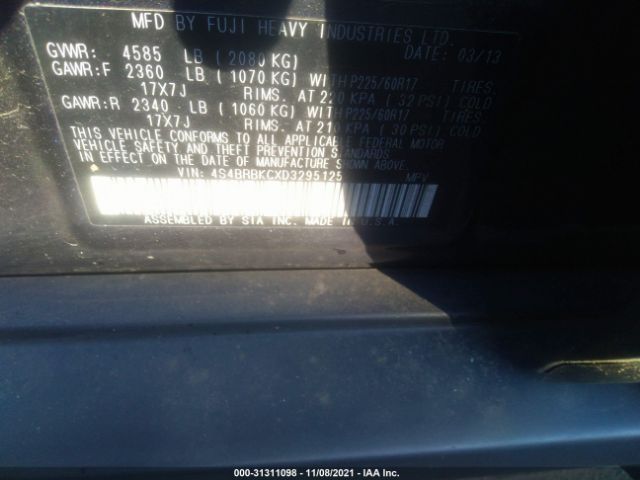 MFD BY FUJI HEAVY INDUSTRIES LTD.
DATE: 03/13
GVWR: 4585 LB (2080 KG)
GAWR:F 2360 LB (1070 KG) WITH P225/60R17 TIRES,
17X7J RIMS, AT 220 KPA (32 PSI) COLD
GAWR:R 2340 LB (1060 KG) WITH P225/60R17 TIRES,
17X7J RIMS, AT 210 KPA (30 PSI) COLD
THIS VEHICLE CONFORMS TO ALL APPLICABLE FEDERAL MOTOR
VEHICLE SAFETY AND THEFT PREVENTION STANDARDS
IN EFFECT ON THE DATE OF MANUFACTURE SHOWN ABOVE.
VIN: 4S4BRBKCXD3295125 MPV
ASSEMBLED BY SIA INC. MADE IN U.S.A.
000-31311098 - 11/08/2021 - IAA Inc.